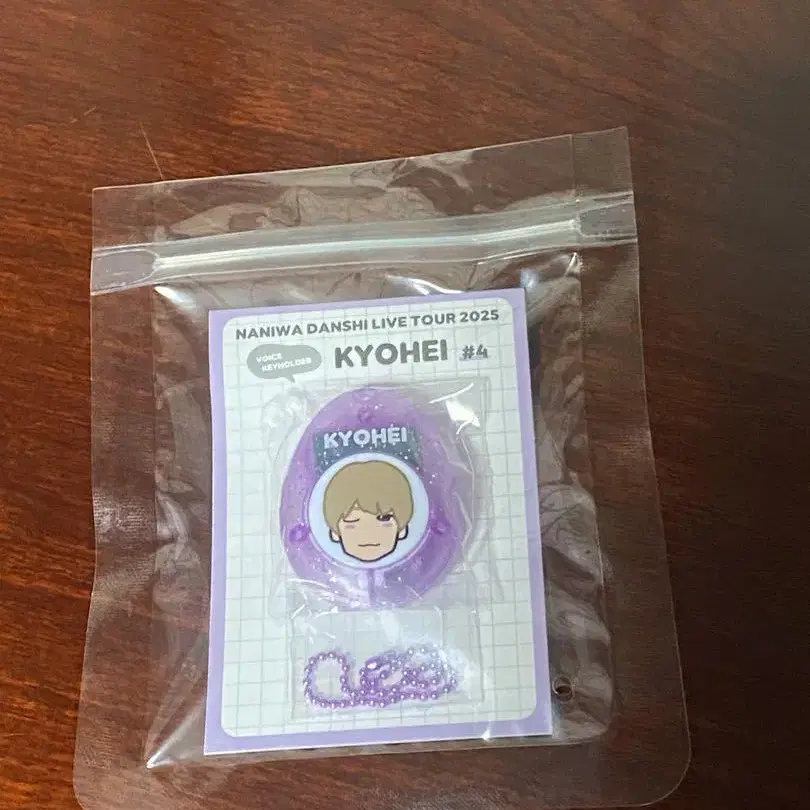 NANIWA DANSHI LIVE TOUR 2025
VOICE
KEYHOLDER
KYOHEI #4
KYOHEI